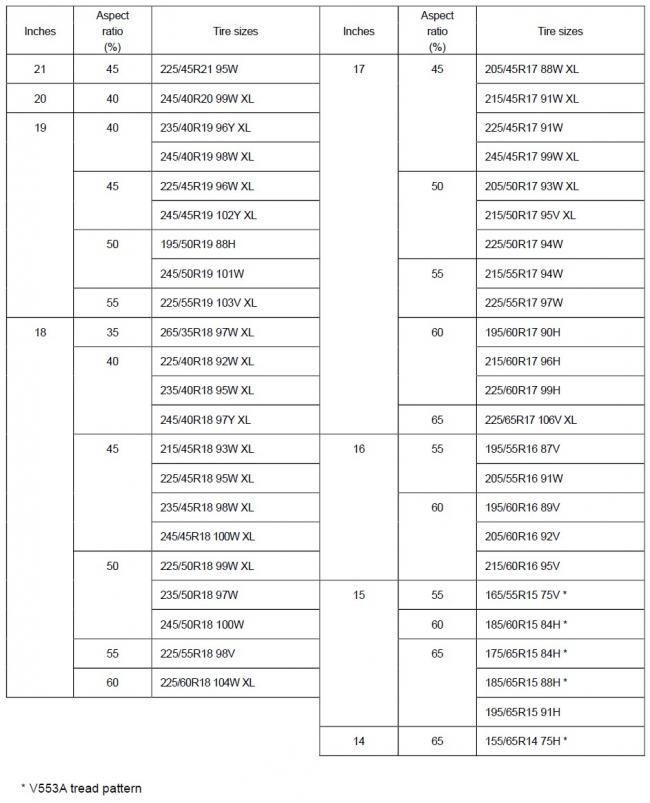 Inches Aspect ratio (%) Tire sizes
21 45 225/45R21 95W
20 40 245/40R20 99W XL
19 40 235/40R19 96Y XL
245/40R19 98W XL
45 225/45R19 96W XL
245/45R19 102Y XL
50 195/50R19 88H
245/50R19 101W
55 225/55R19 103V XL
18 35 265/35R18 97W XL
40 225/40R18 92W XL
235/40R18 95W XL
245/40R18 97Y XL
45 215/45R18 93W XL
225/45R18 95W XL
235/45R18 98W XL
245/45R18 100W XL
50 225/50R18 99W XL
235/50R18 97W
245/50R18 100W
55 225/55R18 98V
60 225/60R18 104W XL
Inches Aspect ratio (%) Tire sizes
17 45 205/45R17 88W XL
215/45R17 91W XL
225/45R17 91W
245/45R17 99W XL
50 205/50R17 93W XL
215/50R17 95V XL
225/50R17 94W
55 215/55R17 94W
225/55R17 97W
60 195/60R17 90H
215/60R17 96H
225/60R17 99H
65 225/65R17 106V XL
16 55 195/55R16 87V
205/55R16 91W
60 195/60R16 89V
205/60R16 92V
215/60R16 95V
15 55 165/55R15 75V *
60 185/60R15 84H *
65 175/65R15 84H *
185/65R15 88H *
195/65R15 91H
14 65 155/65R14 75H *
* V553A tread pattern